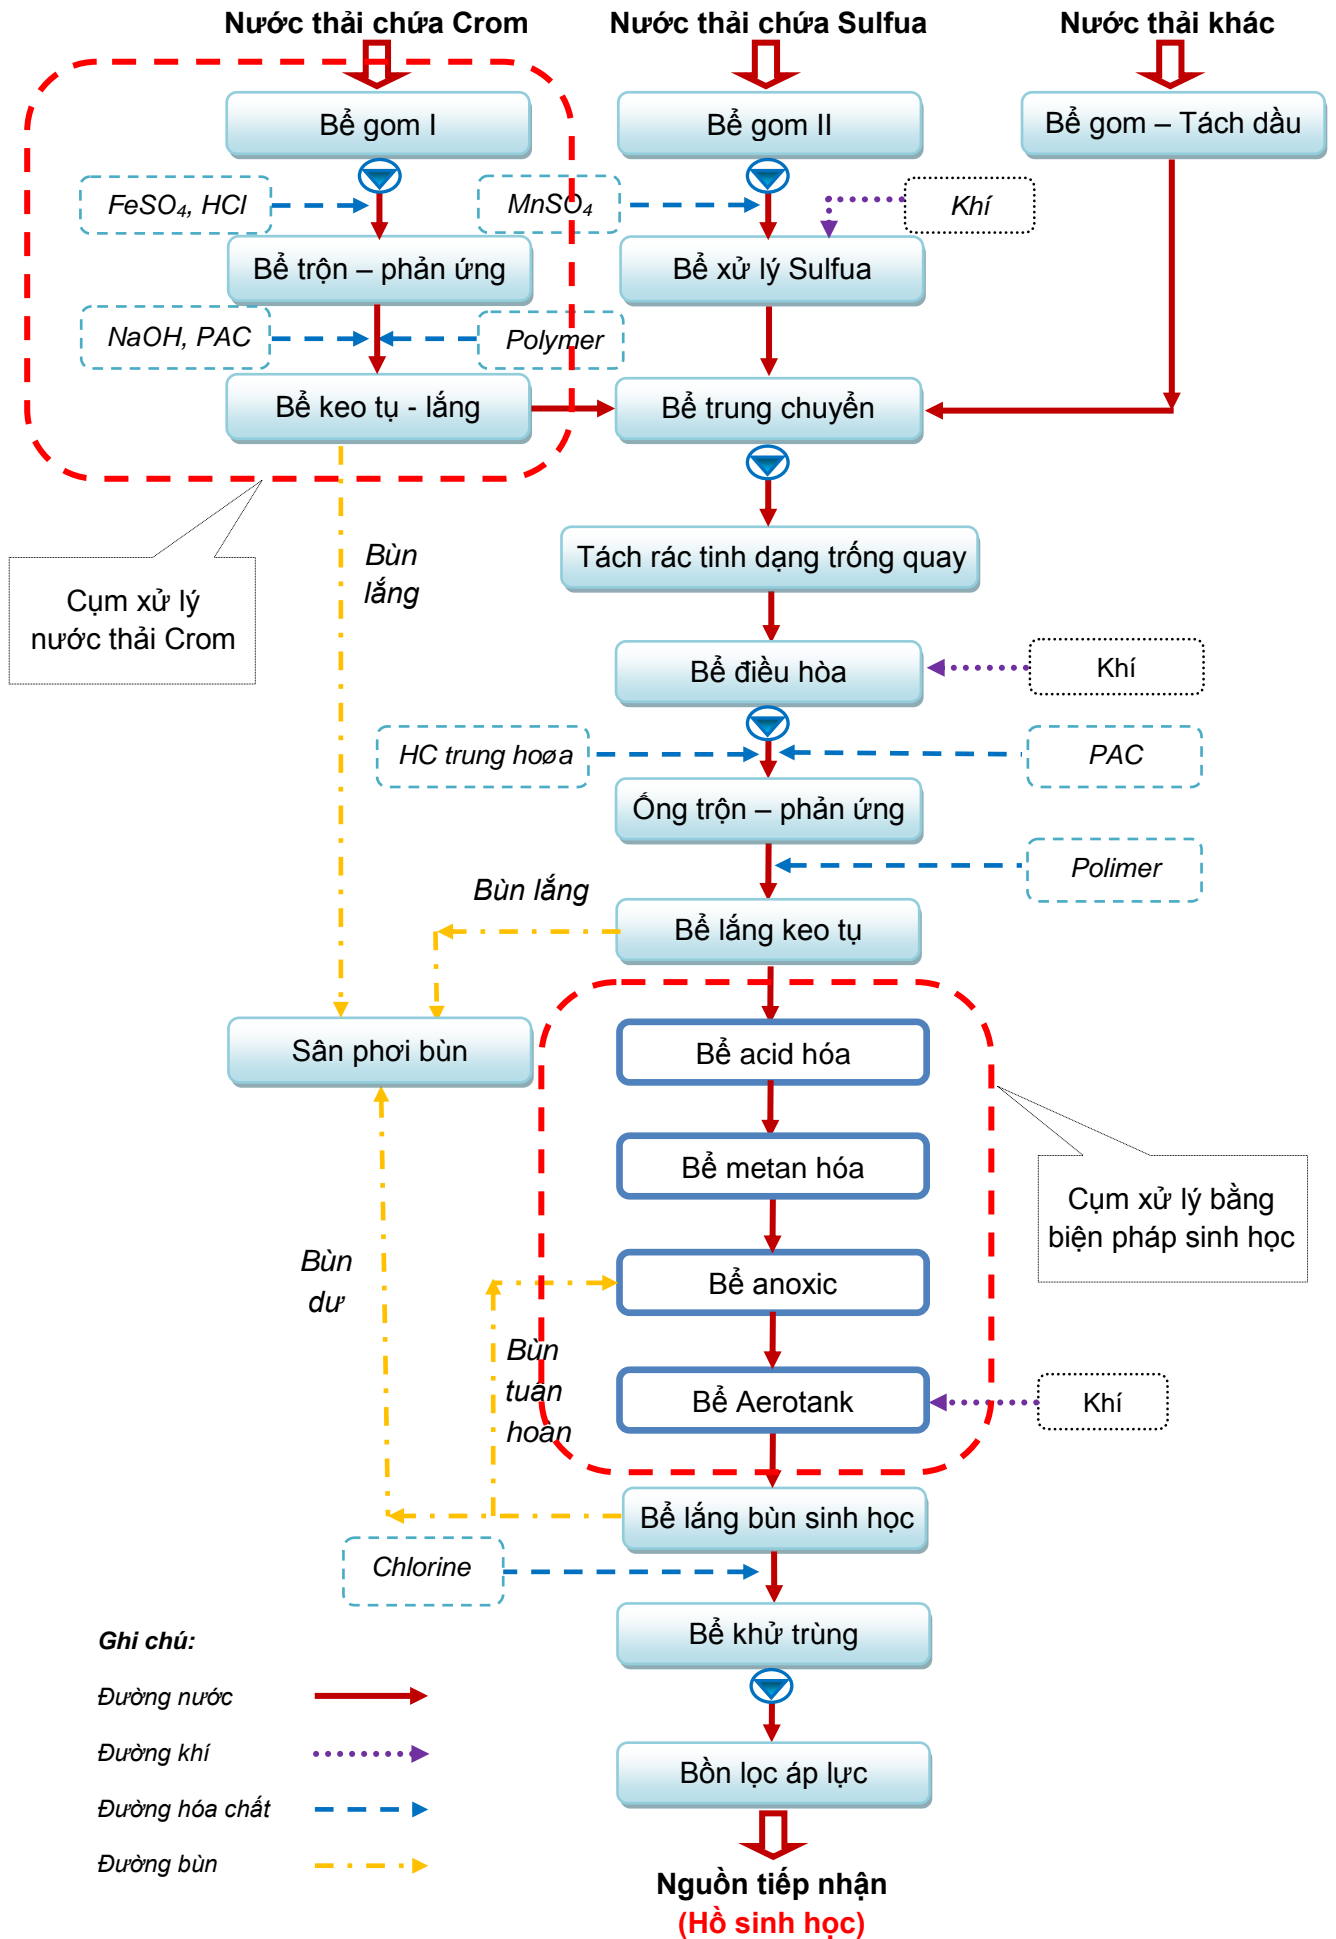 Nước thải chứa Crom
Nước thải chứa Sulfua
Nước thải khác
Bể gom I
Bể gom II
Bể gom – Tách dầu
FeSO₄, HCl
MnSO₄
Khí
Bể trộn – phản ứng
Bể xử lý Sulfua
NaOH, PAC
Polymer
Bể keo tụ - lắng
Bể trung chuyển
Tách rác tinh dạng trống quay
Bùn
lắng
Cụm xử lý
nước thải Crom
Bể điều hòa
Khí
HC trung hoøa
PAC
Ống trộn – phản ứng
Polimer
Bùn lắng
Bể lắng keo tụ
Sân phơi bùn
Bể acid hóa
Bể metan hóa
Cụm xử lý bằng
biện pháp sinh học
Bùn
dư
Bể anoxic
Bùn
tuần
hoàn
Bể Aerotank
Khí
Bể lắng bùn sinh học
Chlorine
Bể khử trùng
Ghi chú:
Đường nước
Đường khí
Đường hóa chất
Đường bùn
Bồn lọc áp lực
Nguồn tiếp nhận
(Hồ sinh học)